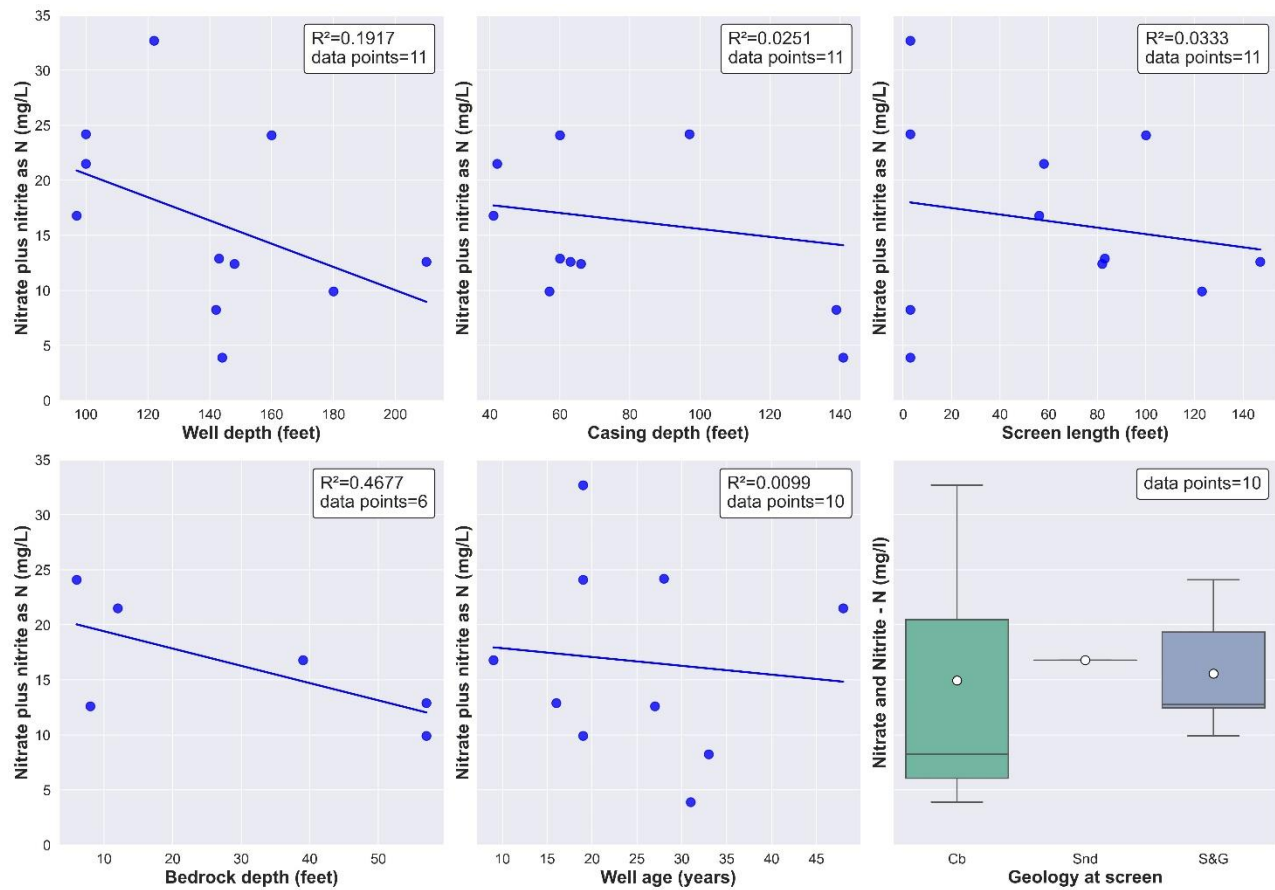 R²=0.1917
data points=11
Nitrate plus nitrite as N (mg/L)
35
30
25
20
15
10
5
0
100 120 140 160 180 200
Well depth (feet)
R²=0.0251
data points=11
Nitrate plus nitrite as N (mg/L)
40 60 80 100 120 140
Casing depth (feet)
R²=0.0333
data points=11
Nitrate plus nitrite as N (mg/L)
0 20 40 60 80 100 120 140
Screen length (feet)
R²=0.4677
data points=6
Nitrate plus nitrite as N (mg/L)
35
30
25
20
15
10
5
0
10 20 30 40 50
Bedrock depth (feet)
R²=0.0099
data points=10
Nitrate plus nitrite as N (mg/L)
10 15 20 25 30 35 40 45
Well age (years)
data points=10
Nitrate and Nitrite - N (mg/l)
Cb Snd S&G
Geology at screen